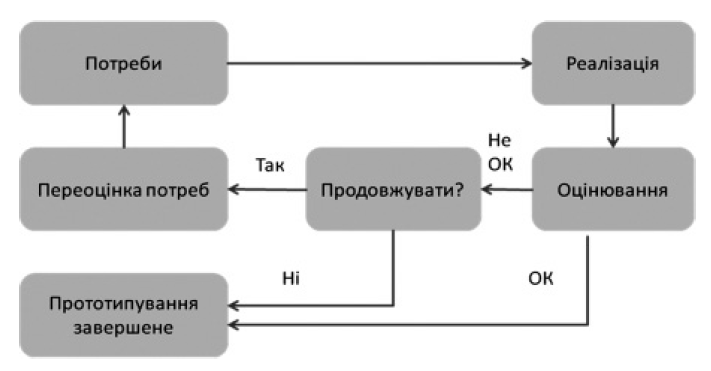 Потреби
Реалізація
Не
ОК
Так
Переоцінка потреб
Продовжувати?
Оцінювання
Ні
ОК
Прототипування
завершене